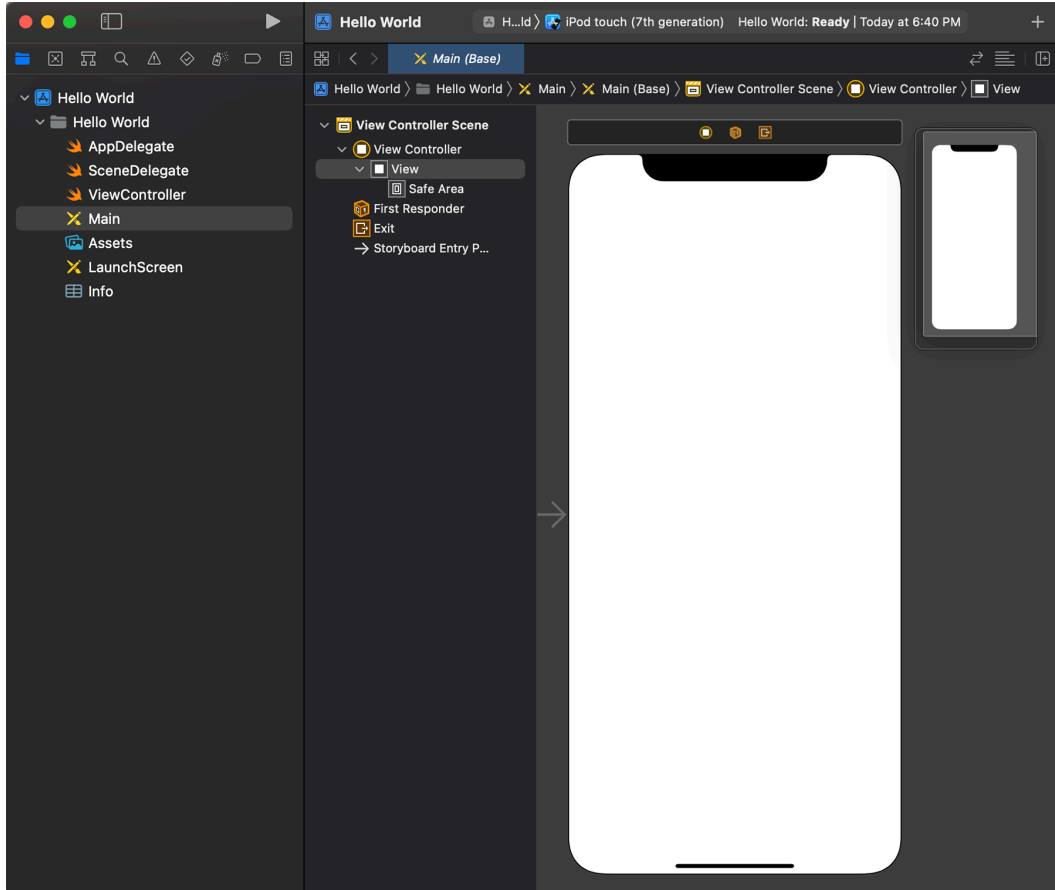 Hello World
H...ld 〉 iPod touch (7th generation) Hello World: Ready | Today at 6:40 PM
Main (Base)
Hello World 〉 Hello World 〉 Main 〉 Main (Base) 〉 View Controller Scene 〉 View Controller 〉 View
Hello World
Hello World
AppDelegate
SceneDelegate
ViewController
Main
Assets
LaunchScreen
Info
View Controller Scene
View Controller
View
Safe Area
First Responder
Exit
Storyboard Entry P...